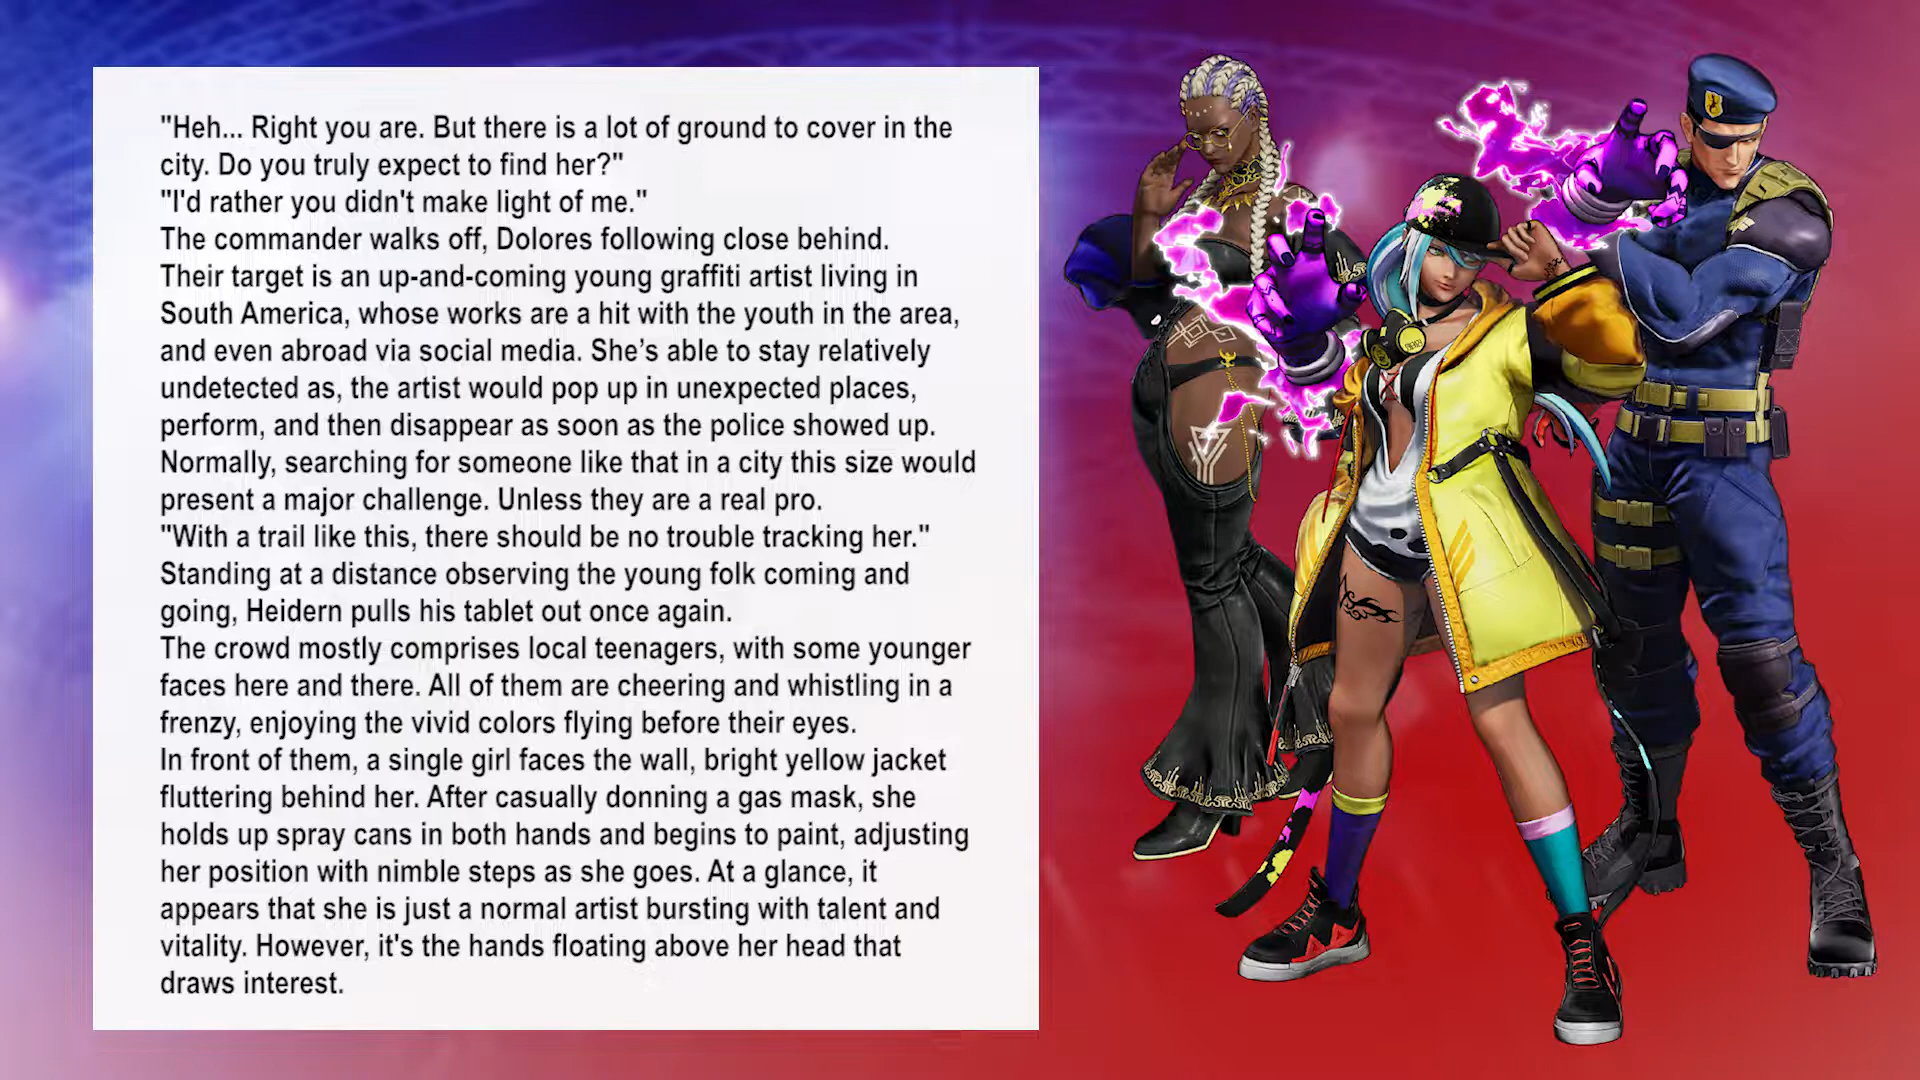 "Heh... Right you are. But there is a lot of ground to cover in the
city. Do you truly expect to find her?"
"I'd rather you didn't make light of me."
The commander walks off, Dolores following close behind.
Their target is an up-and-coming young graffiti artist living in
South America, whose works are a hit with the youth in the area,
and even abroad via social media. She’s able to stay relatively
undetected as, the artist would pop up in unexpected places,
perform, and then disappear as soon as the police showed up.
Normally, searching for someone like that in a city this size would
present a major challenge. Unless they are a real pro.
"With a trail like this, there should be no trouble tracking her."
Standing at a distance observing the young folk coming and
going, Heidern pulls his tablet out once again.
The crowd mostly comprises local teenagers, with some younger
faces here and there. All of them are cheering and whistling in a
frenzy, enjoying the vivid colors flying before their eyes.
In front of them, a single girl faces the wall, bright yellow jacket
fluttering behind her. After casually donning a gas mask, she
holds up spray cans in both hands and begins to paint, adjusting
her position with nimble steps as she goes. At a glance, it
appears that she is just a normal artist bursting with talent and
vitality. However, it's the hands floating above her head that
draws interest.